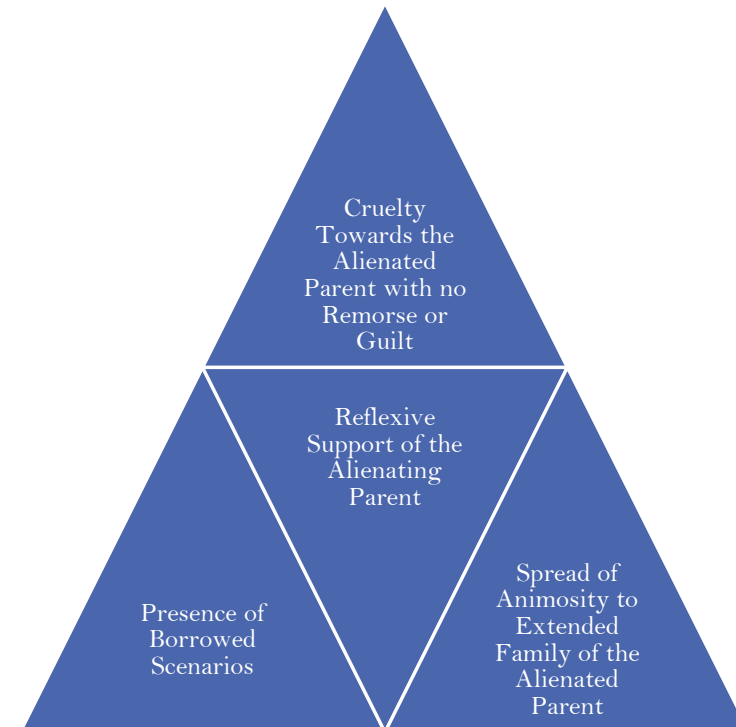 Cruelty
Towards the
Alienated
Parent with no
Remorse or
Guilt
Reflexive
Support of the
Alienating
Parent
Presence of
Borrowed
Scenarios
Spread of
Animosity to
Extended
Family of the
Alienated
Parent